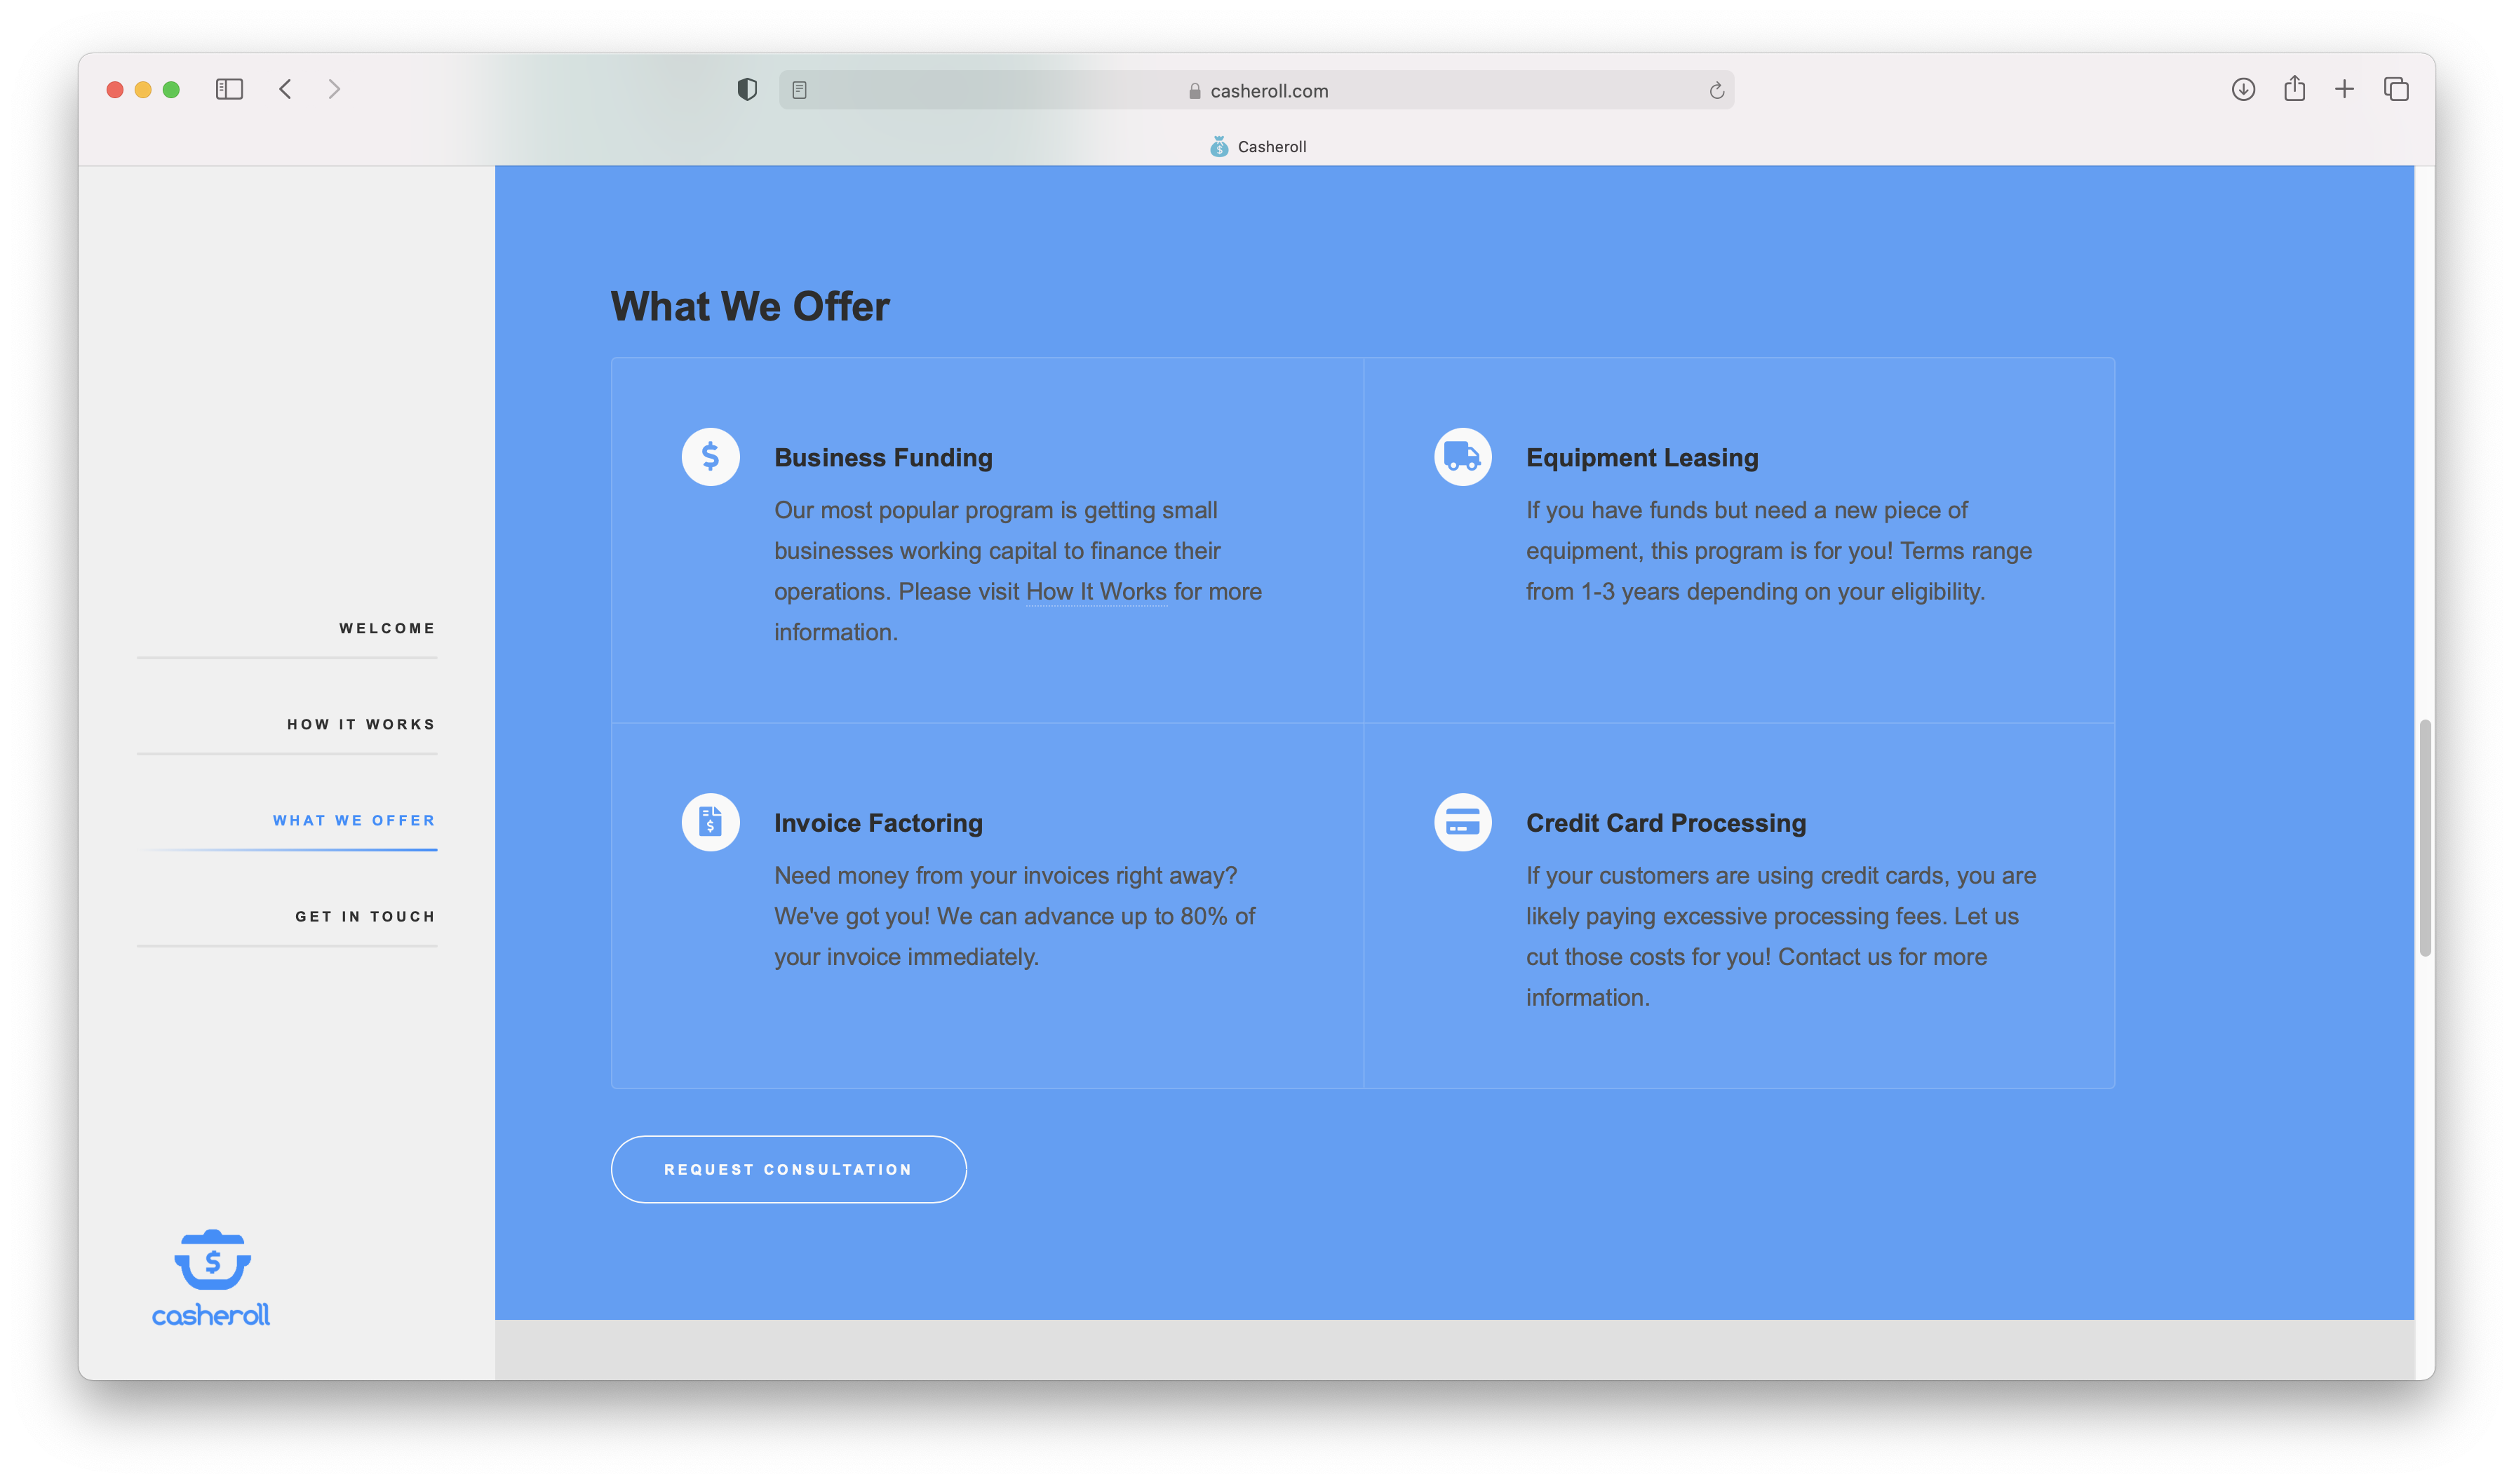 casheroll.com
Casheroll
WELCOME
HOW IT WORKS
WHAT WE OFFER
GET IN TOUCH
$
casheroll
What We Offer
$
Business Funding
Our most popular program is getting small
businesses working capital to finance their
operations. Please visit How It Works for more
information.
Equipment Leasing
If you have funds but need a new piece of
equipment, this program is for you! Terms range
from 1-3 years depending on your eligibility.
$
Invoice Factoring
Need money from your invoices right away?
We've got you! We can advance up to 80% of
your invoice immediately.
Credit Card Processing
If your customers are using credit cards, you are
likely paying excessive processing fees. Let us
cut those costs for you! Contact us for more
information.
REQUEST CONSULTATION